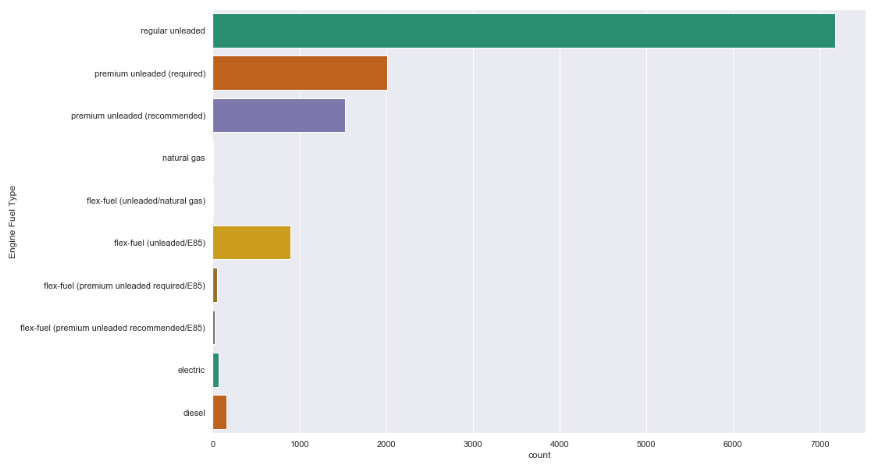 regular unleaded
premium unleaded (required)
premium unleaded (recommended)
natural gas
flex-fuel (unleaded/natural gas)
flex-fuel (unleaded/E85)
flex-fuel (premium unleaded required/E85)
flex-fuel (premium unleaded recommended/E85)
electric
diesel
Engine Fuel Type
0 1000 2000 3000 4000 5000 6000 7000
count